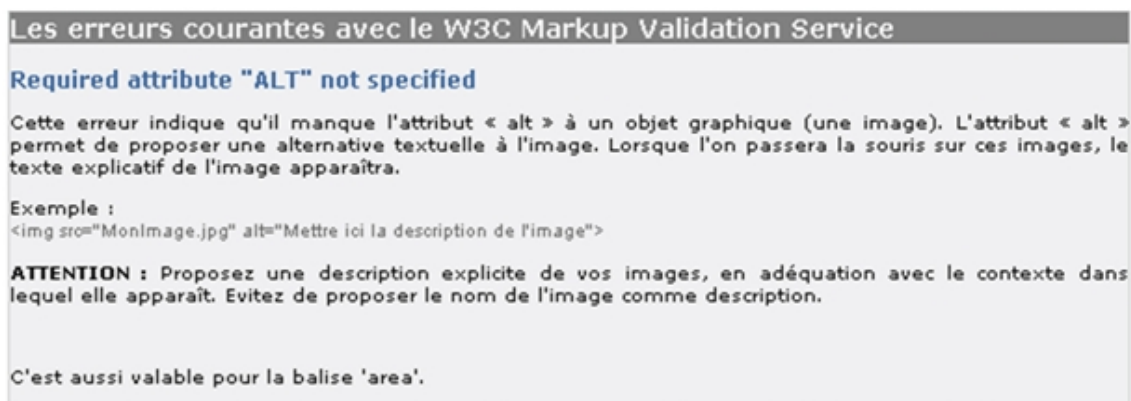 Les erreurs courantes avec le W3C Markup Validation Service
Required attribute "ALT" not specified
Cette erreur indique qu'il manque l'attribut « alt » à un objet graphique (une image). L'attribut « alt »
permet de proposer une alternative textuelle à l'image. Lorsque l'on passera la souris sur ces images, le
texte explicatif de l'image apparaîtra.
Exemple :
<img src="MonImage.jpg" alt="Mettre ici la description de l'image">
ATTENTION : Proposez une description explicite de vos images, en adéquation avec le contexte dans
lequel elle apparaît. Evitez de proposer le nom de l'image comme description.
C'est aussi valable pour la balise 'area'.